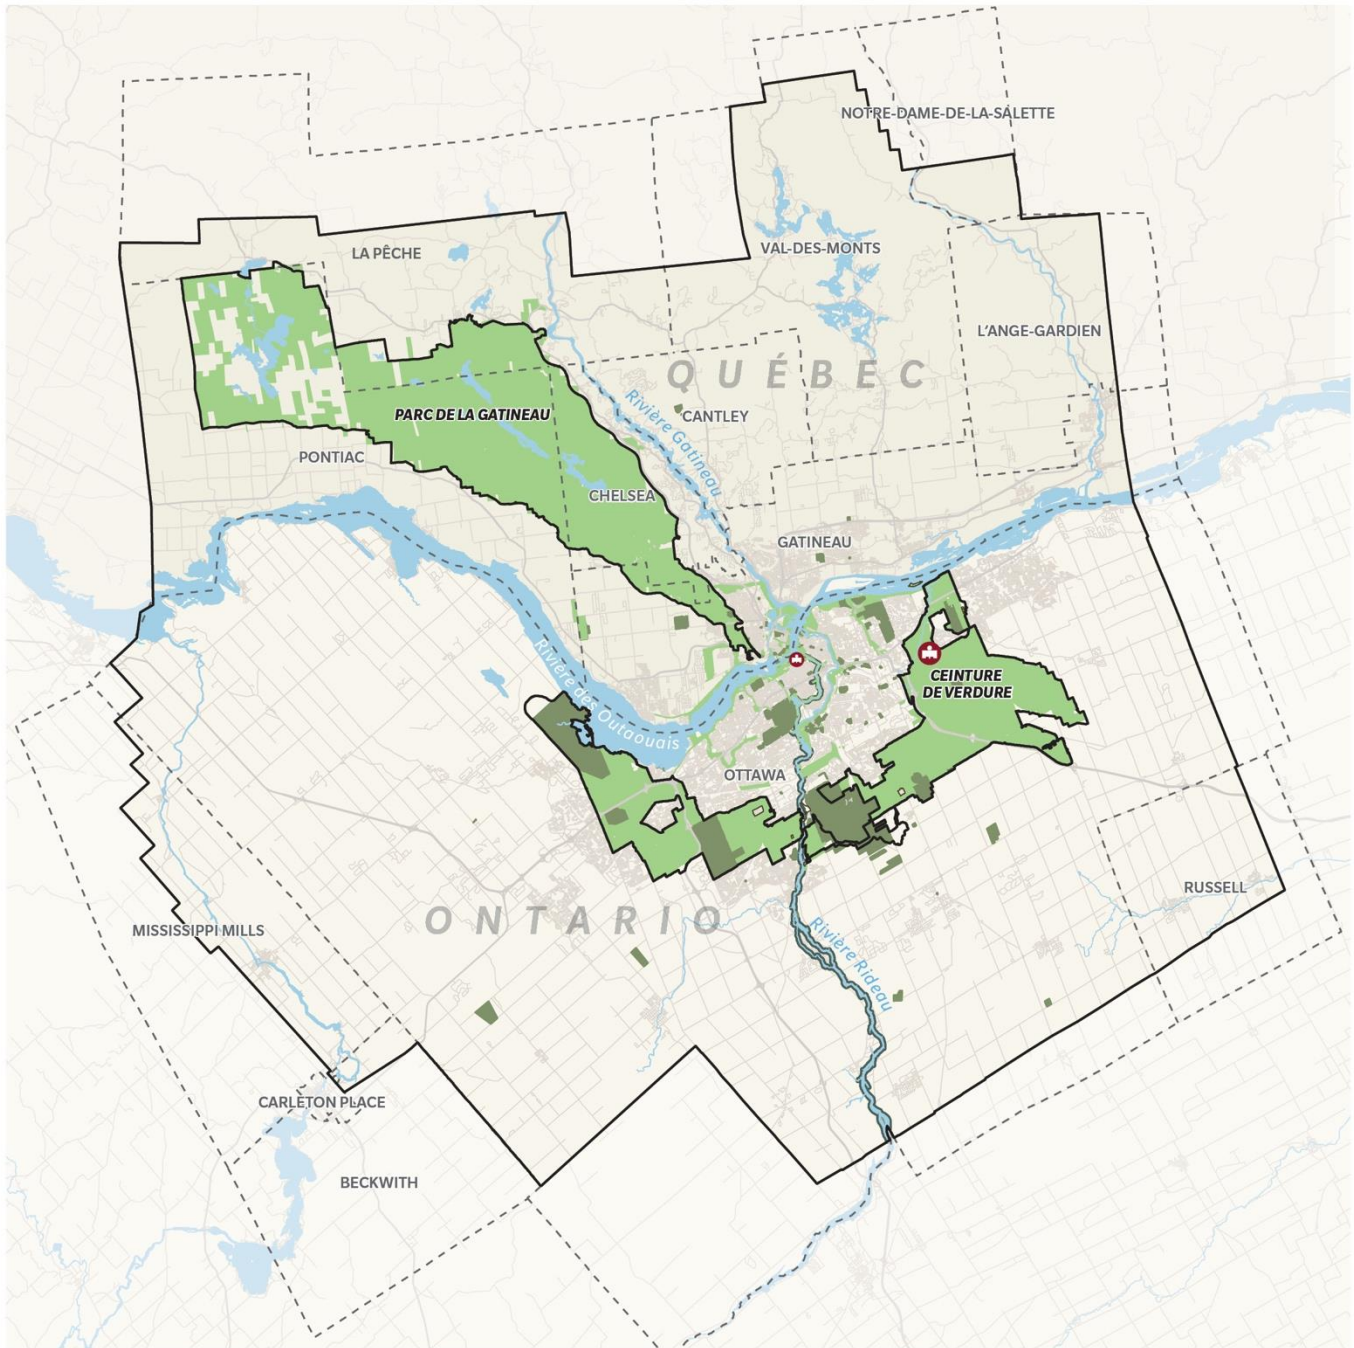 NOTRE-DAME-DE-LA-SALETTE
LA PÊCHE
VAL-DES-MONTS
L'ANGE-GARDIEN
QUÉBEC
PARC DE LA GATINEAU
Rivière Gatineau
CANTLEY
PONTIAC
CHELSEA
GATINEAU
CEINTURE
DE VERDURE
Rivière des Outaouais
OTTAWA
RUSSELL
ONTARIO
MISSISSIPPI MILLS
Rivière Rideau
CARLETON PLACE
BECKWITH